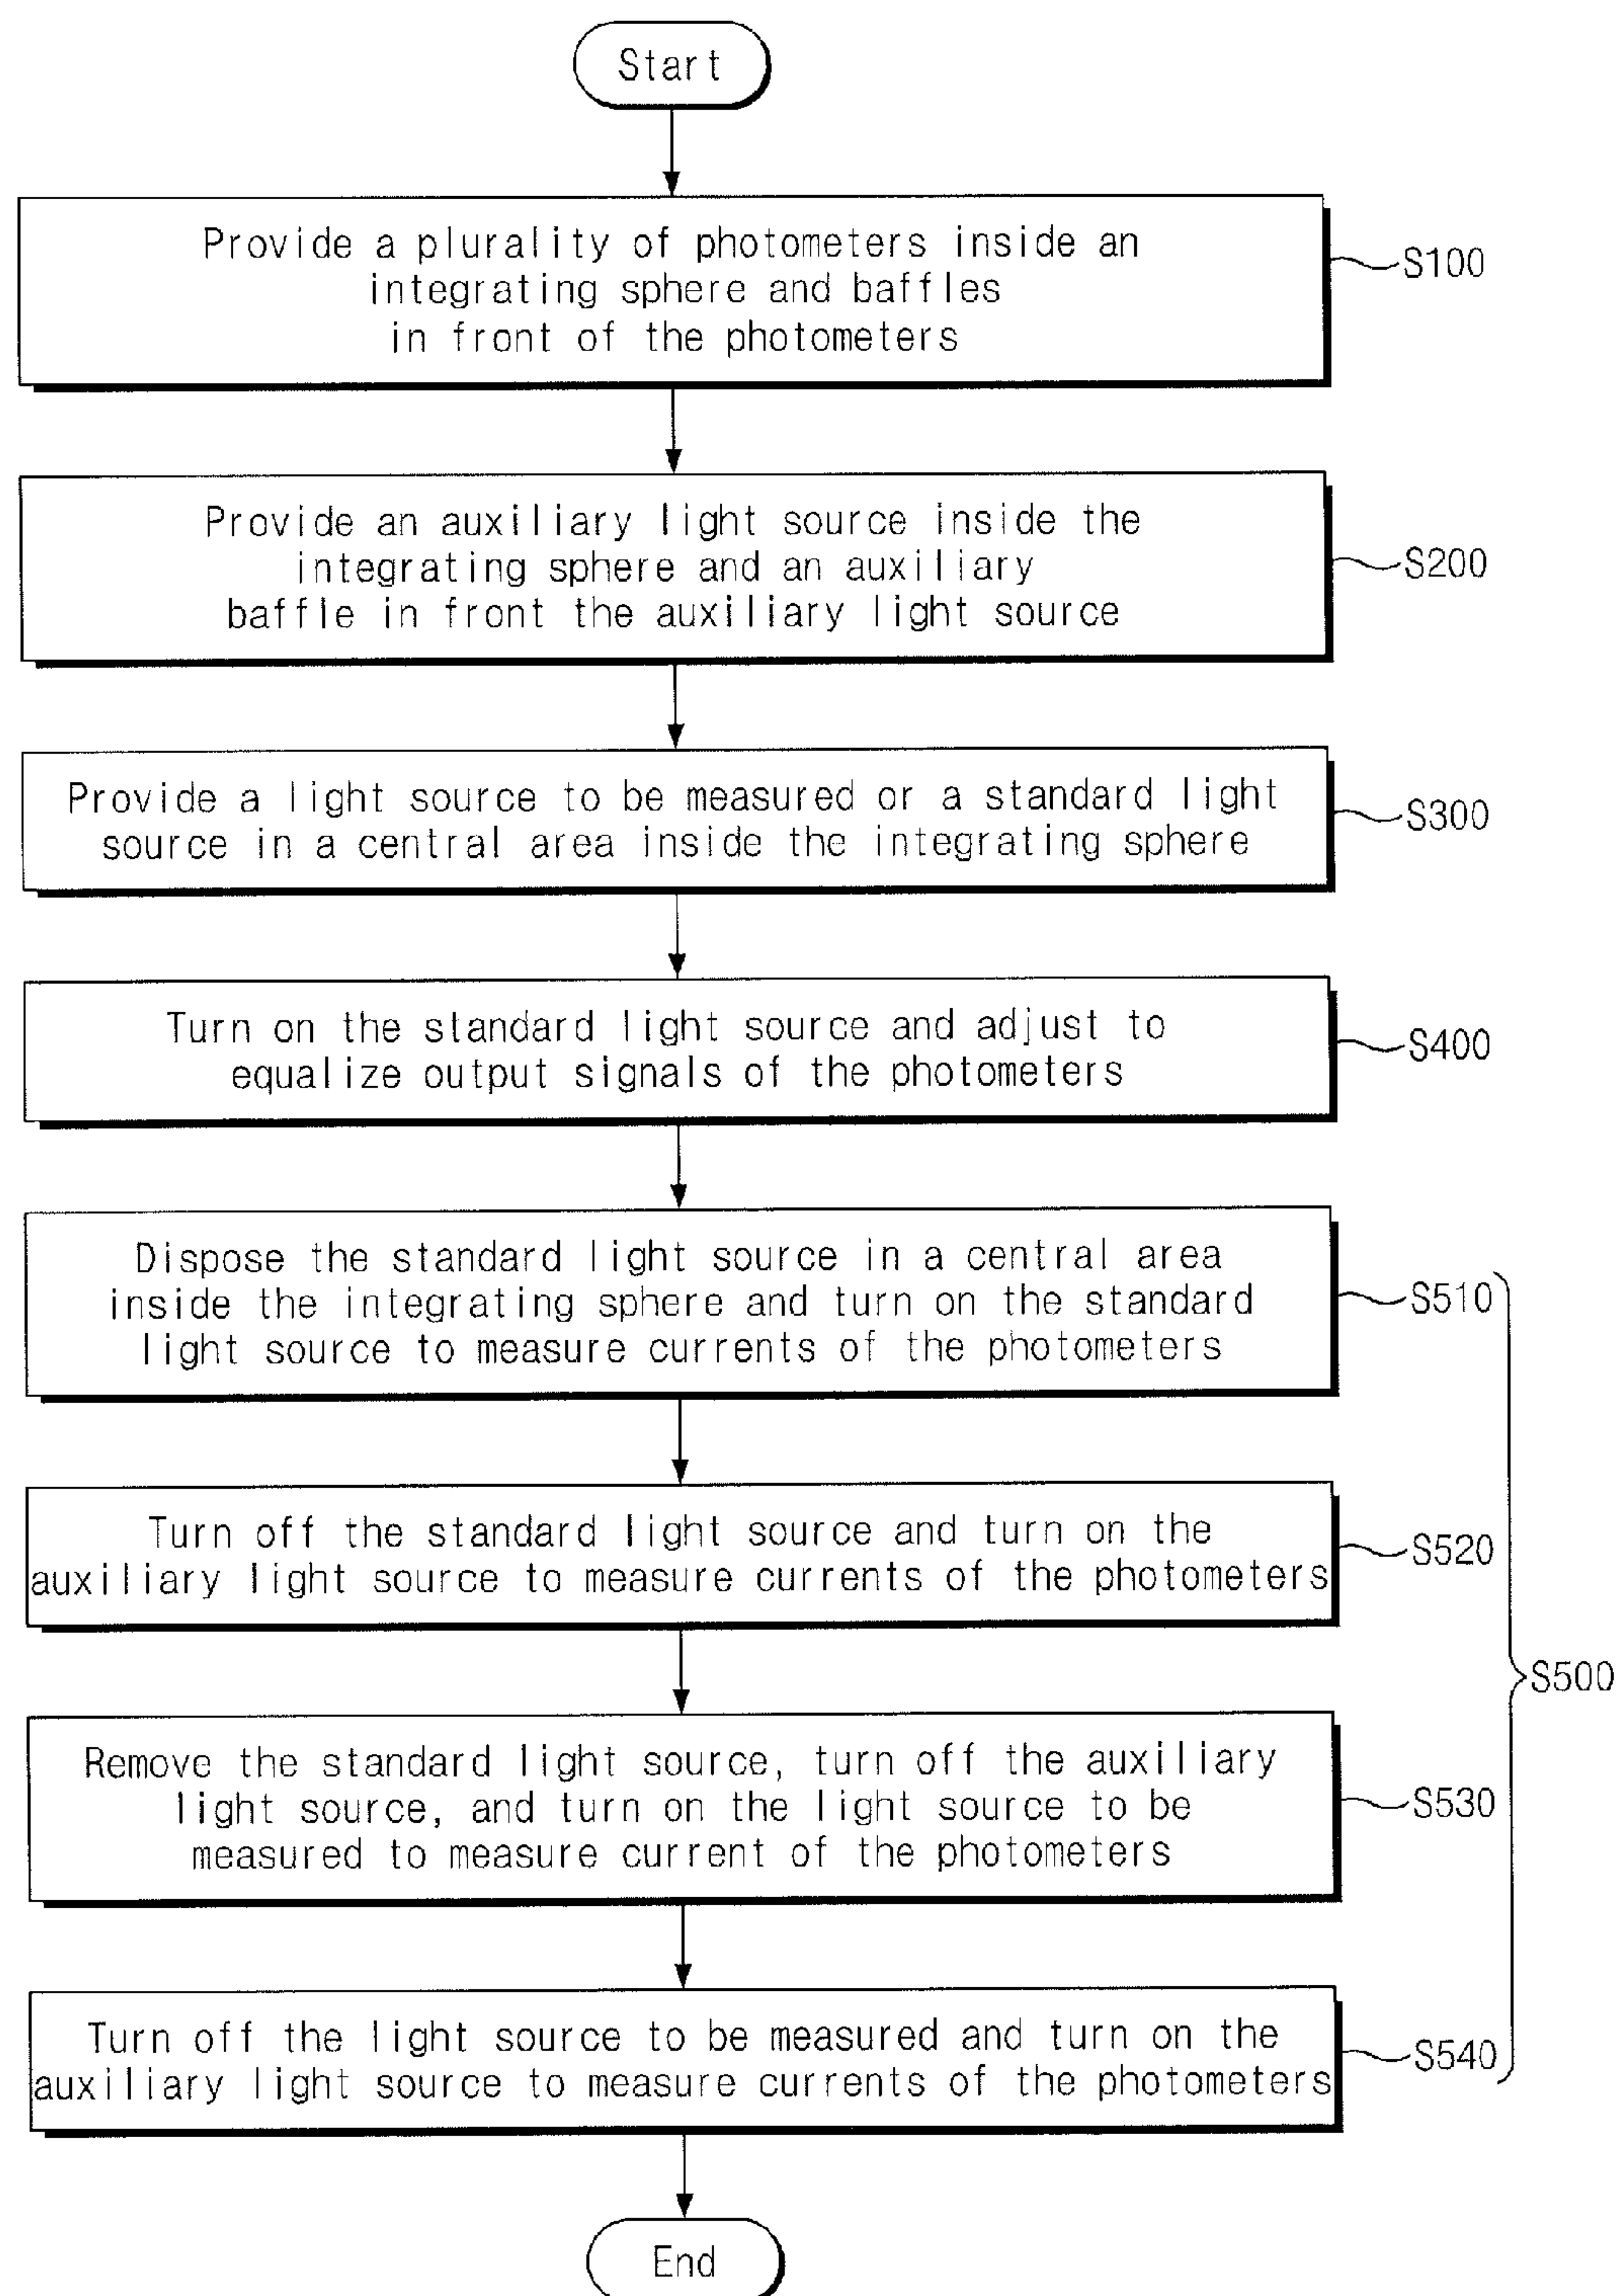 Start
Provide a plurality of photometers inside an
integrating sphere and baffles
in front of the photometers
S100
Provide an auxiliary light source inside the
integrating sphere and an auxiliary
baffle in front the auxiliary light source
S200
Provide a light source to be measured or a standard light
source in a central area inside the integrating sphere
S300
Turn on the standard light source and adjust to
equalize output signals of the photometers
S400
Dispose the standard light source in a central area
inside the integrating sphere and turn on the standard
light source to measure currents of the photometers
S510
Turn off the standard light source and turn on the
auxiliary light source to measure currents of the photometers
S520
Remove the standard light source, turn off the auxiliary
light source, and turn on the light source to be
measured to measure current of the photometers
S530
S500
Turn off the light source to be measured and turn on the
auxiliary light source to measure currents of the photometers
S540
End